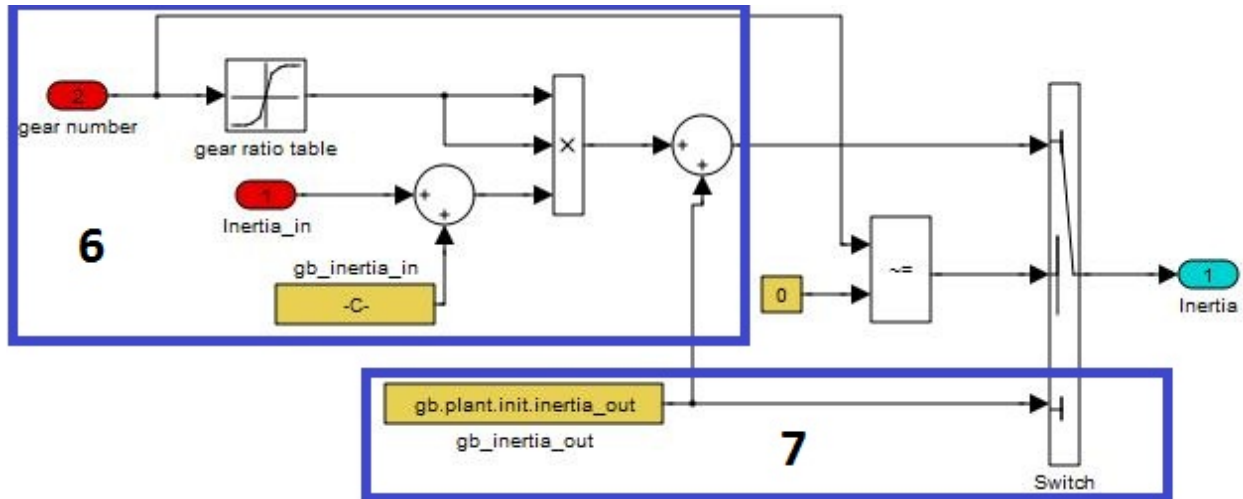 2
gear number
gear ratio table
1
Inertia_in
×
+
+
+
+
6
gb_inertia_in
-C-
0
~=
1
Inertia
gb.plant.init.inertia_out
gb_inertia_out
7
Switch